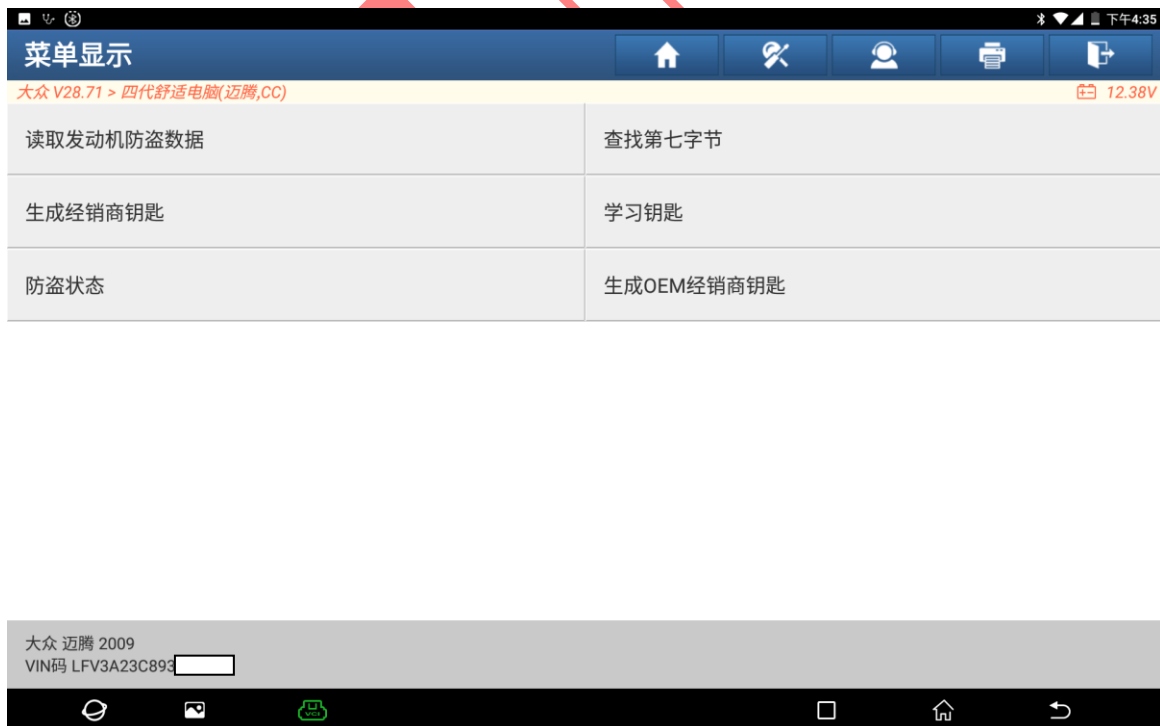 下午4:35
菜单显示
大众 V28.71 > 四代舒适电脑(迈腾,CC)
12.38V
读取发动机防盗数据
查找第七字节
生成经销商钥匙
学习钥匙
防盗状态
生成OEM经销商钥匙
大众 迈腾 2009
VIN码 LFV3A23C893
VCI